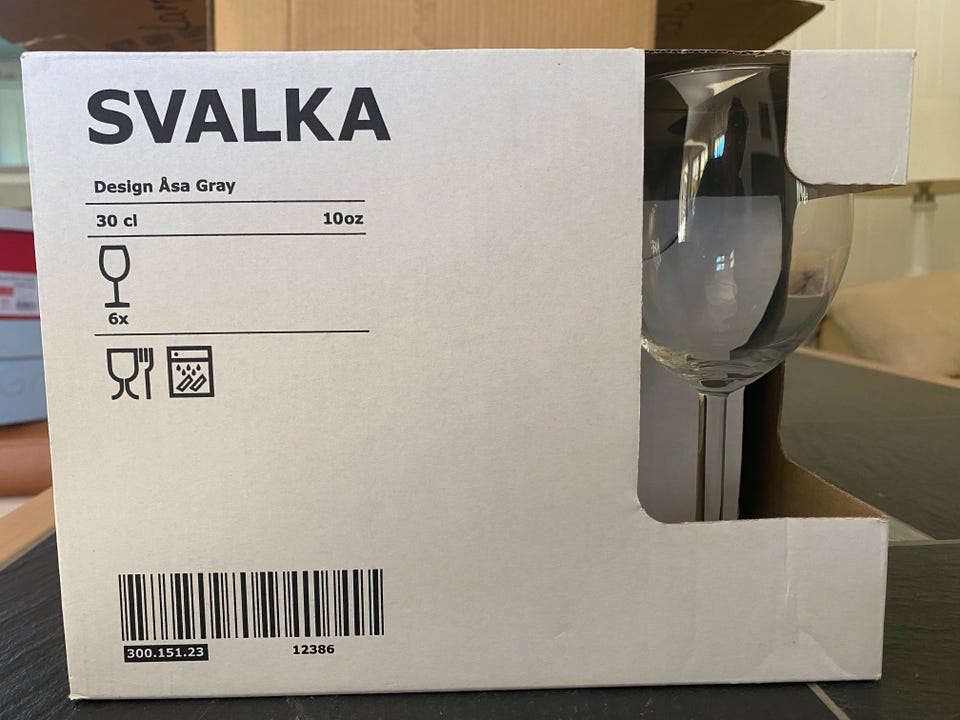 SVALKA
Design Åsa Gray
30 cl 10oz
6x
300.151.23 12386